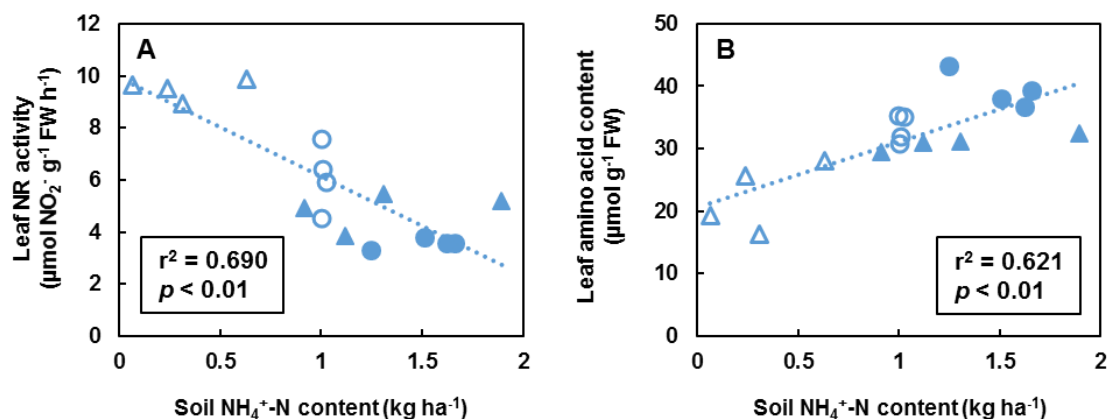 A
Leaf NR activity
(μmol NO₂⁻ g⁻¹ FW h⁻¹)
12
10
8
6
4
2
0
r² = 0.690
p < 0.01
0 0.5 1 1.5 2
Soil NH₄⁺-N content (kg ha⁻¹)
B
Leaf amino acid content
(μmol g⁻¹ FW)
50
40
30
20
10
0
r² = 0.621
p < 0.01
0 0.5 1 1.5 2
Soil NH₄⁺-N content (kg ha⁻¹)